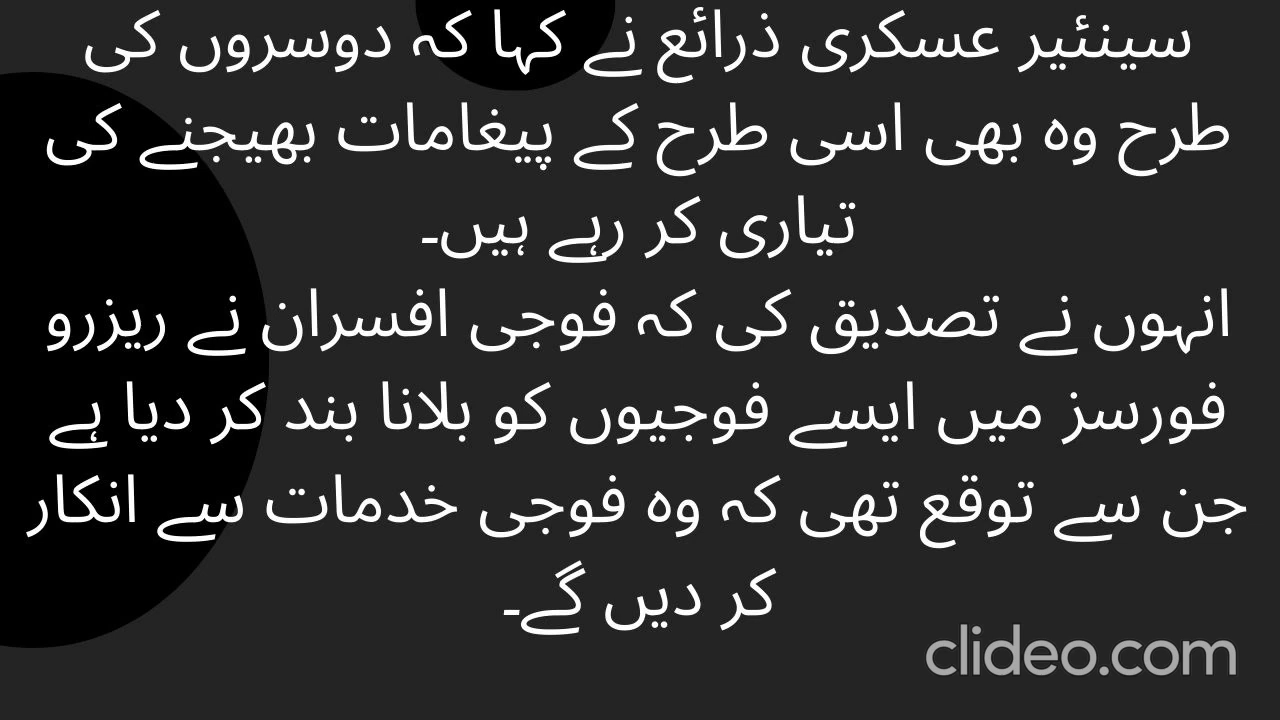 سینئیر عسکری ذرائع نے کہا کہ دوسروں کی
طرح وہ بھی اسی طرح کے پیغامات بھیجنے کی
تیاری کر رہے ہیں۔
انہوں نے تصدیق کی کہ فوجی افسران نے ریزرو
فورسز میں ایسے فوجیوں کو بلانا بند کر دیا ہے
جن سے توقع تھی کہ وہ فوجی خدمات سے انکار
کر دیں گے۔
clideo.com